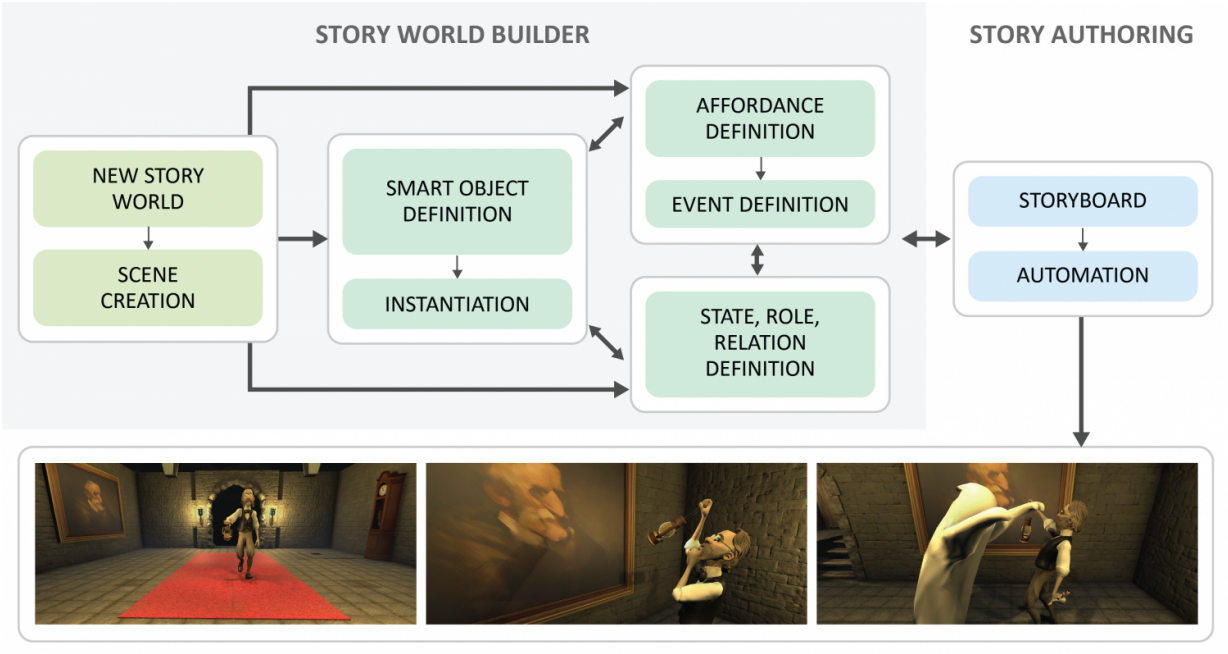 STORY WORLD BUILDER
STORY AUTHORING
NEW STORY
WORLD
SCENE
CREATION
SMART OBJECT
DEFINITION
INSTANTIATION
AFFORDANCE
DEFINITION
EVENT DEFINITION
STATE, ROLE,
RELATION
DEFINITION
STORYBOARD
AUTOMATION